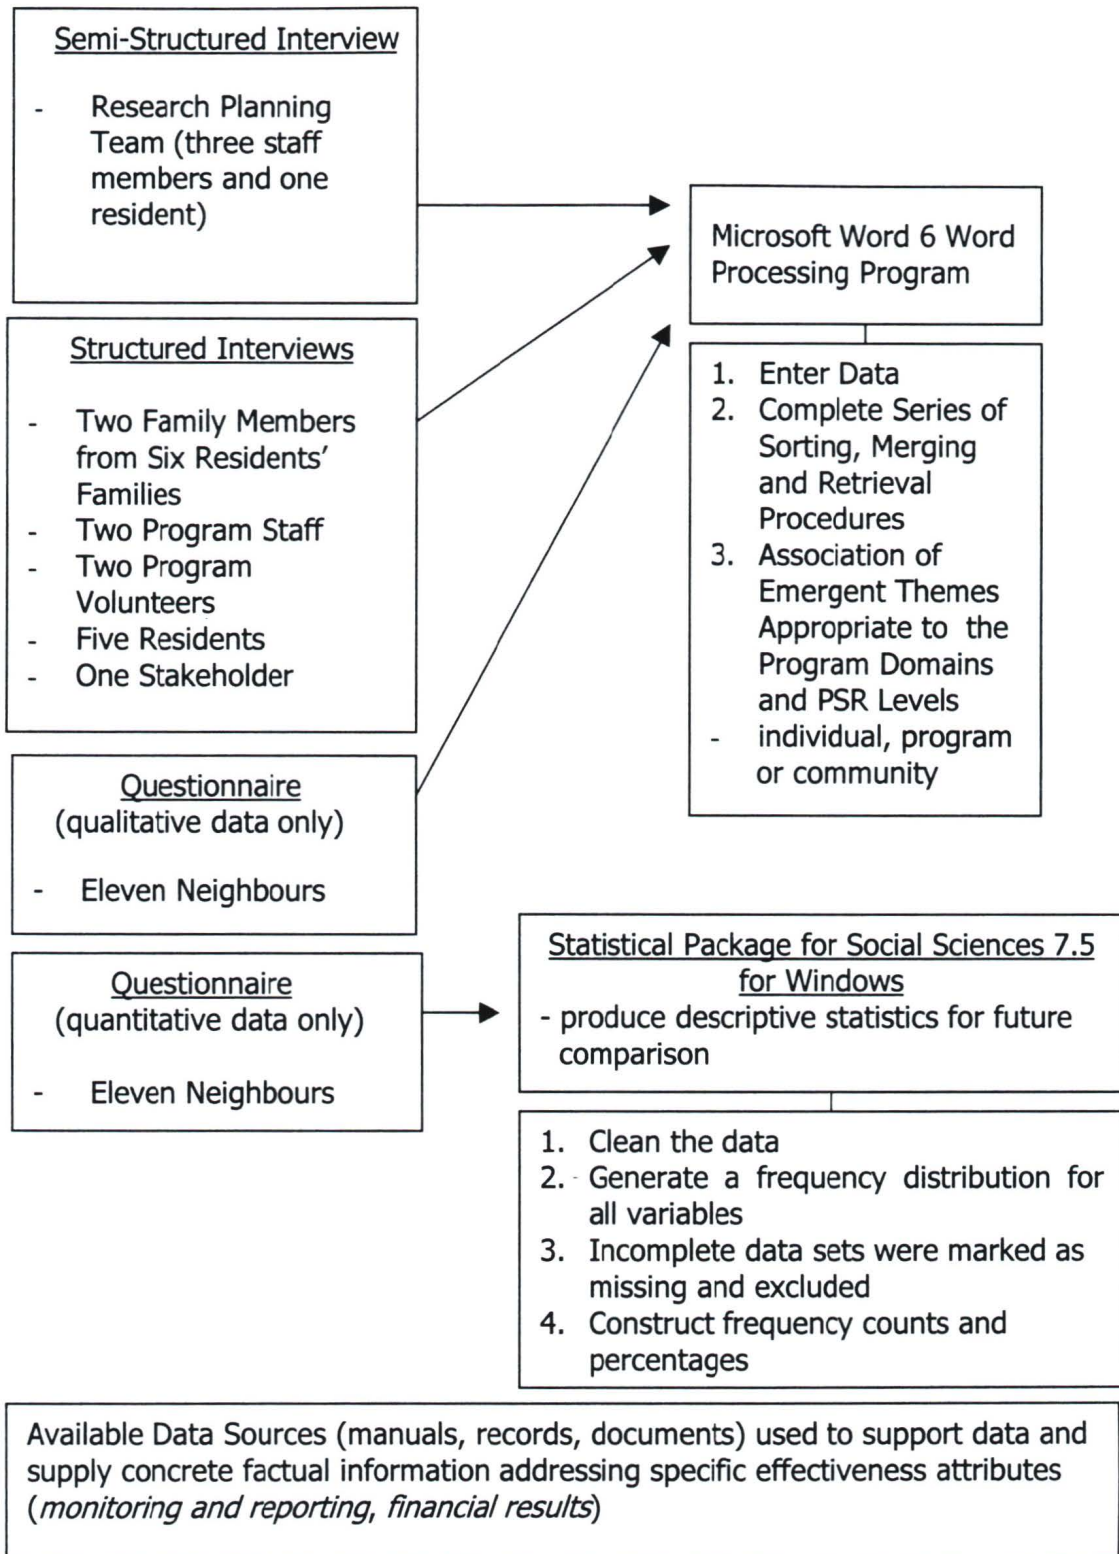 Semi-Structured Interview
- Research Planning
Team (three staff
members and one
resident)
Structured Interviews
- Two Family Members
from Six Residents'
Families
- Two Program Staff
- Two Program
Volunteers
- Five Residents
- One Stakeholder
Questionnaire
(qualitative data only)
- Eleven Neighbours
Questionnaire
(quantitative data only)
- Eleven Neighbours
Microsoft Word 6 Word
Processing Program
1. Enter Data
2. Complete Series of
Sorting, Merging
and Retrieval
Procedures
3. Association of
Emergent Themes
Appropriate to the
Program Domains
and PSR Levels
- individual, program
or community
Statistical Package for Social Sciences 7.5
for Windows
- produce descriptive statistics for future
comparison
1. Clean the data
2. Generate a frequency distribution for
all variables
3. Incomplete data sets were marked as
missing and excluded
4. Construct frequency counts and
percentages
Available Data Sources (manuals, records, documents) used to support data and
supply concrete factual information addressing specific effectiveness attributes
(monitoring and reporting, financial results)